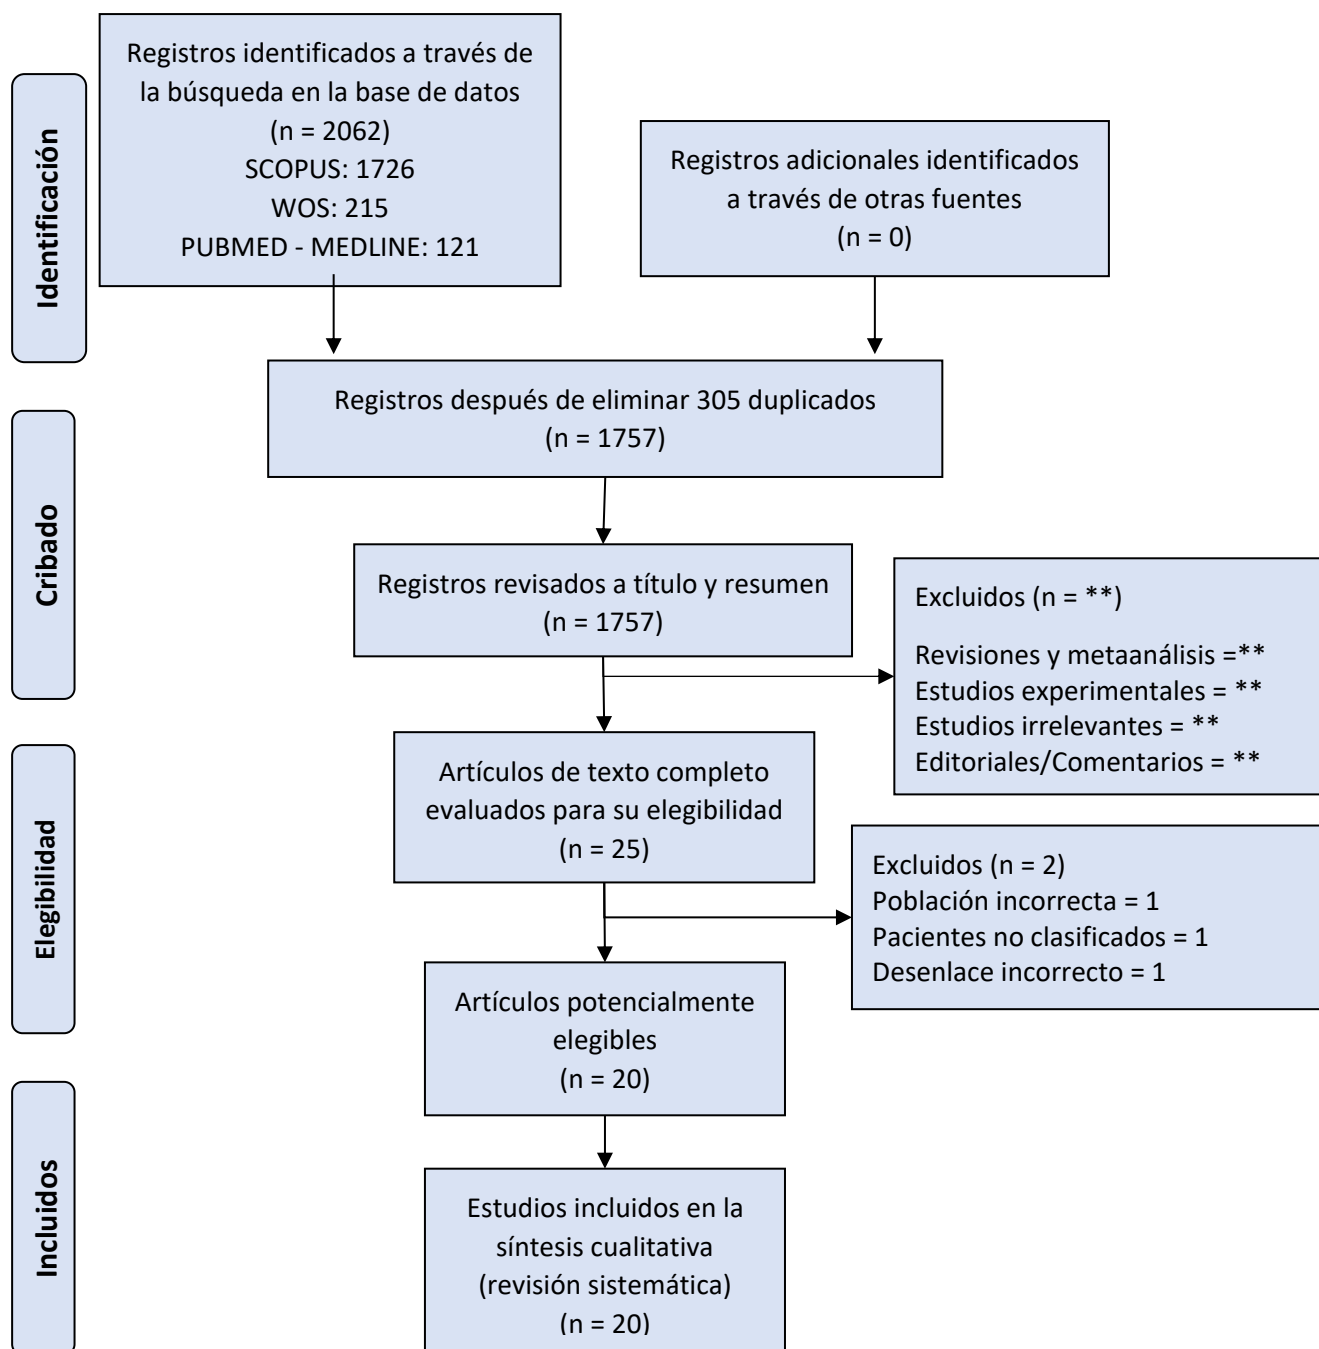 Identificación
Registros identificados a través de
la búsqueda en la base de datos
(n = 2062)
SCOPUS: 1726
WOS: 215
PUBMED - MEDLINE: 121
Registros adicionales identificados
a través de otras fuentes
(n = 0)
Registros después de eliminar 305 duplicados
(n = 1757)
Cribado
Registros revisados a título y resumen
(n = 1757)
Excluidos (n = **)
Revisiones y metaanálisis =**
Estudios experimentales = **
Estudios irrelevantes = **
Editoriales/Comentarios = **
Elegibilidad
Artículos de texto completo
evaluados para su elegibilidad
(n = 25)
Excluidos (n = 2)
Población incorrecta = 1
Pacientes no clasificados = 1
Desenlace incorrecto = 1
Artículos potencialmente
elegibles
(n = 20)
Incluidos
Estudios incluidos en la
síntesis cualitativa
(revisión sistemática)
(n = 20)